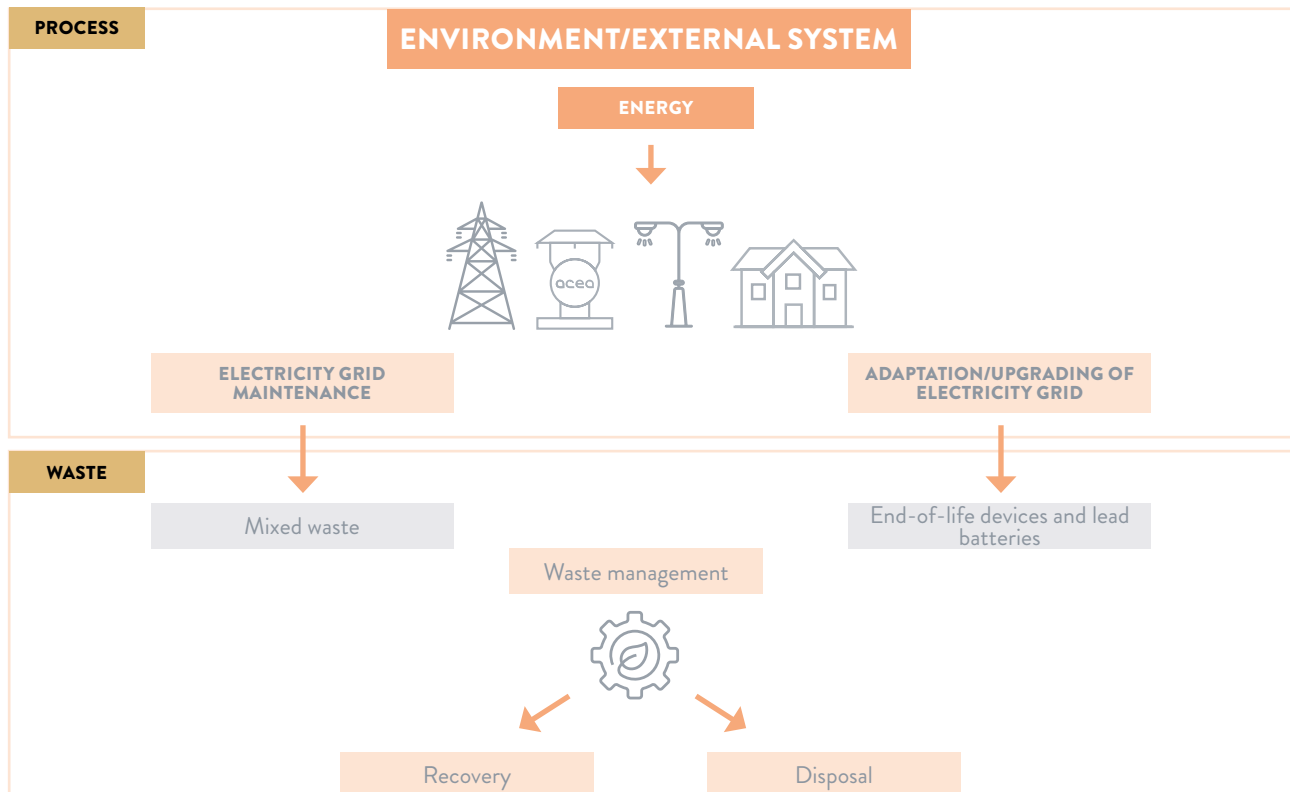 PROCESS
ENVIRONMENT/EXTERNAL SYSTEM
ENERGY
acea
ELECTRICITY GRID
MAINTENANCE
ADAPTATION/UPGRADING OF
ELECTRICITY GRID
WASTE
Mixed waste
End-of-life devices and lead
batteries
Waste management
Recovery
Disposal